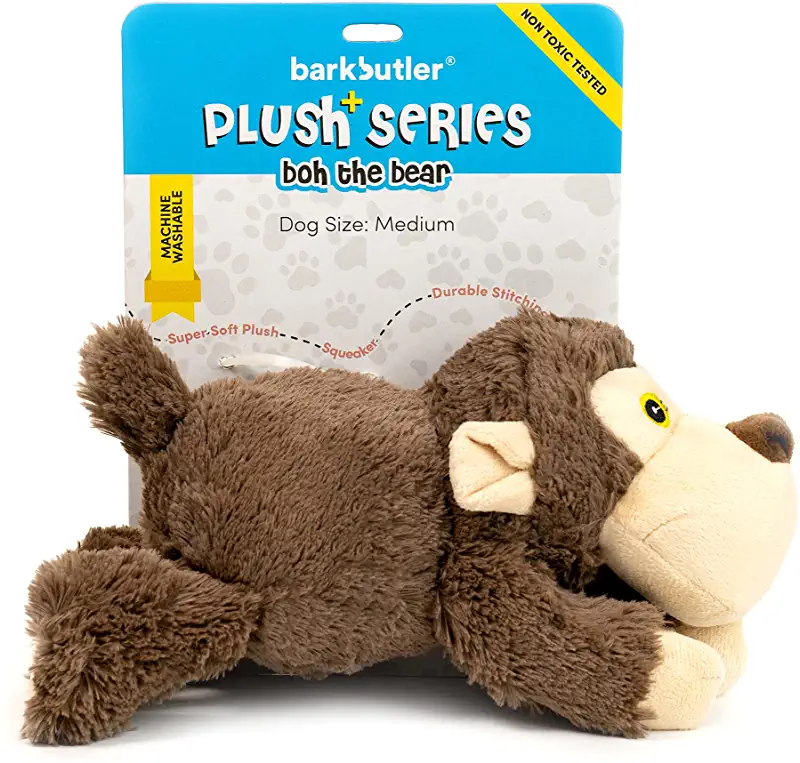 barkbutler®
NON TOXIC TESTED
PLUSH+ SERIES
boh the bear
Dog Size: Medium
MACHINE
WASHABLE
Durable Stitching
Super Soft Plush
Squeaker